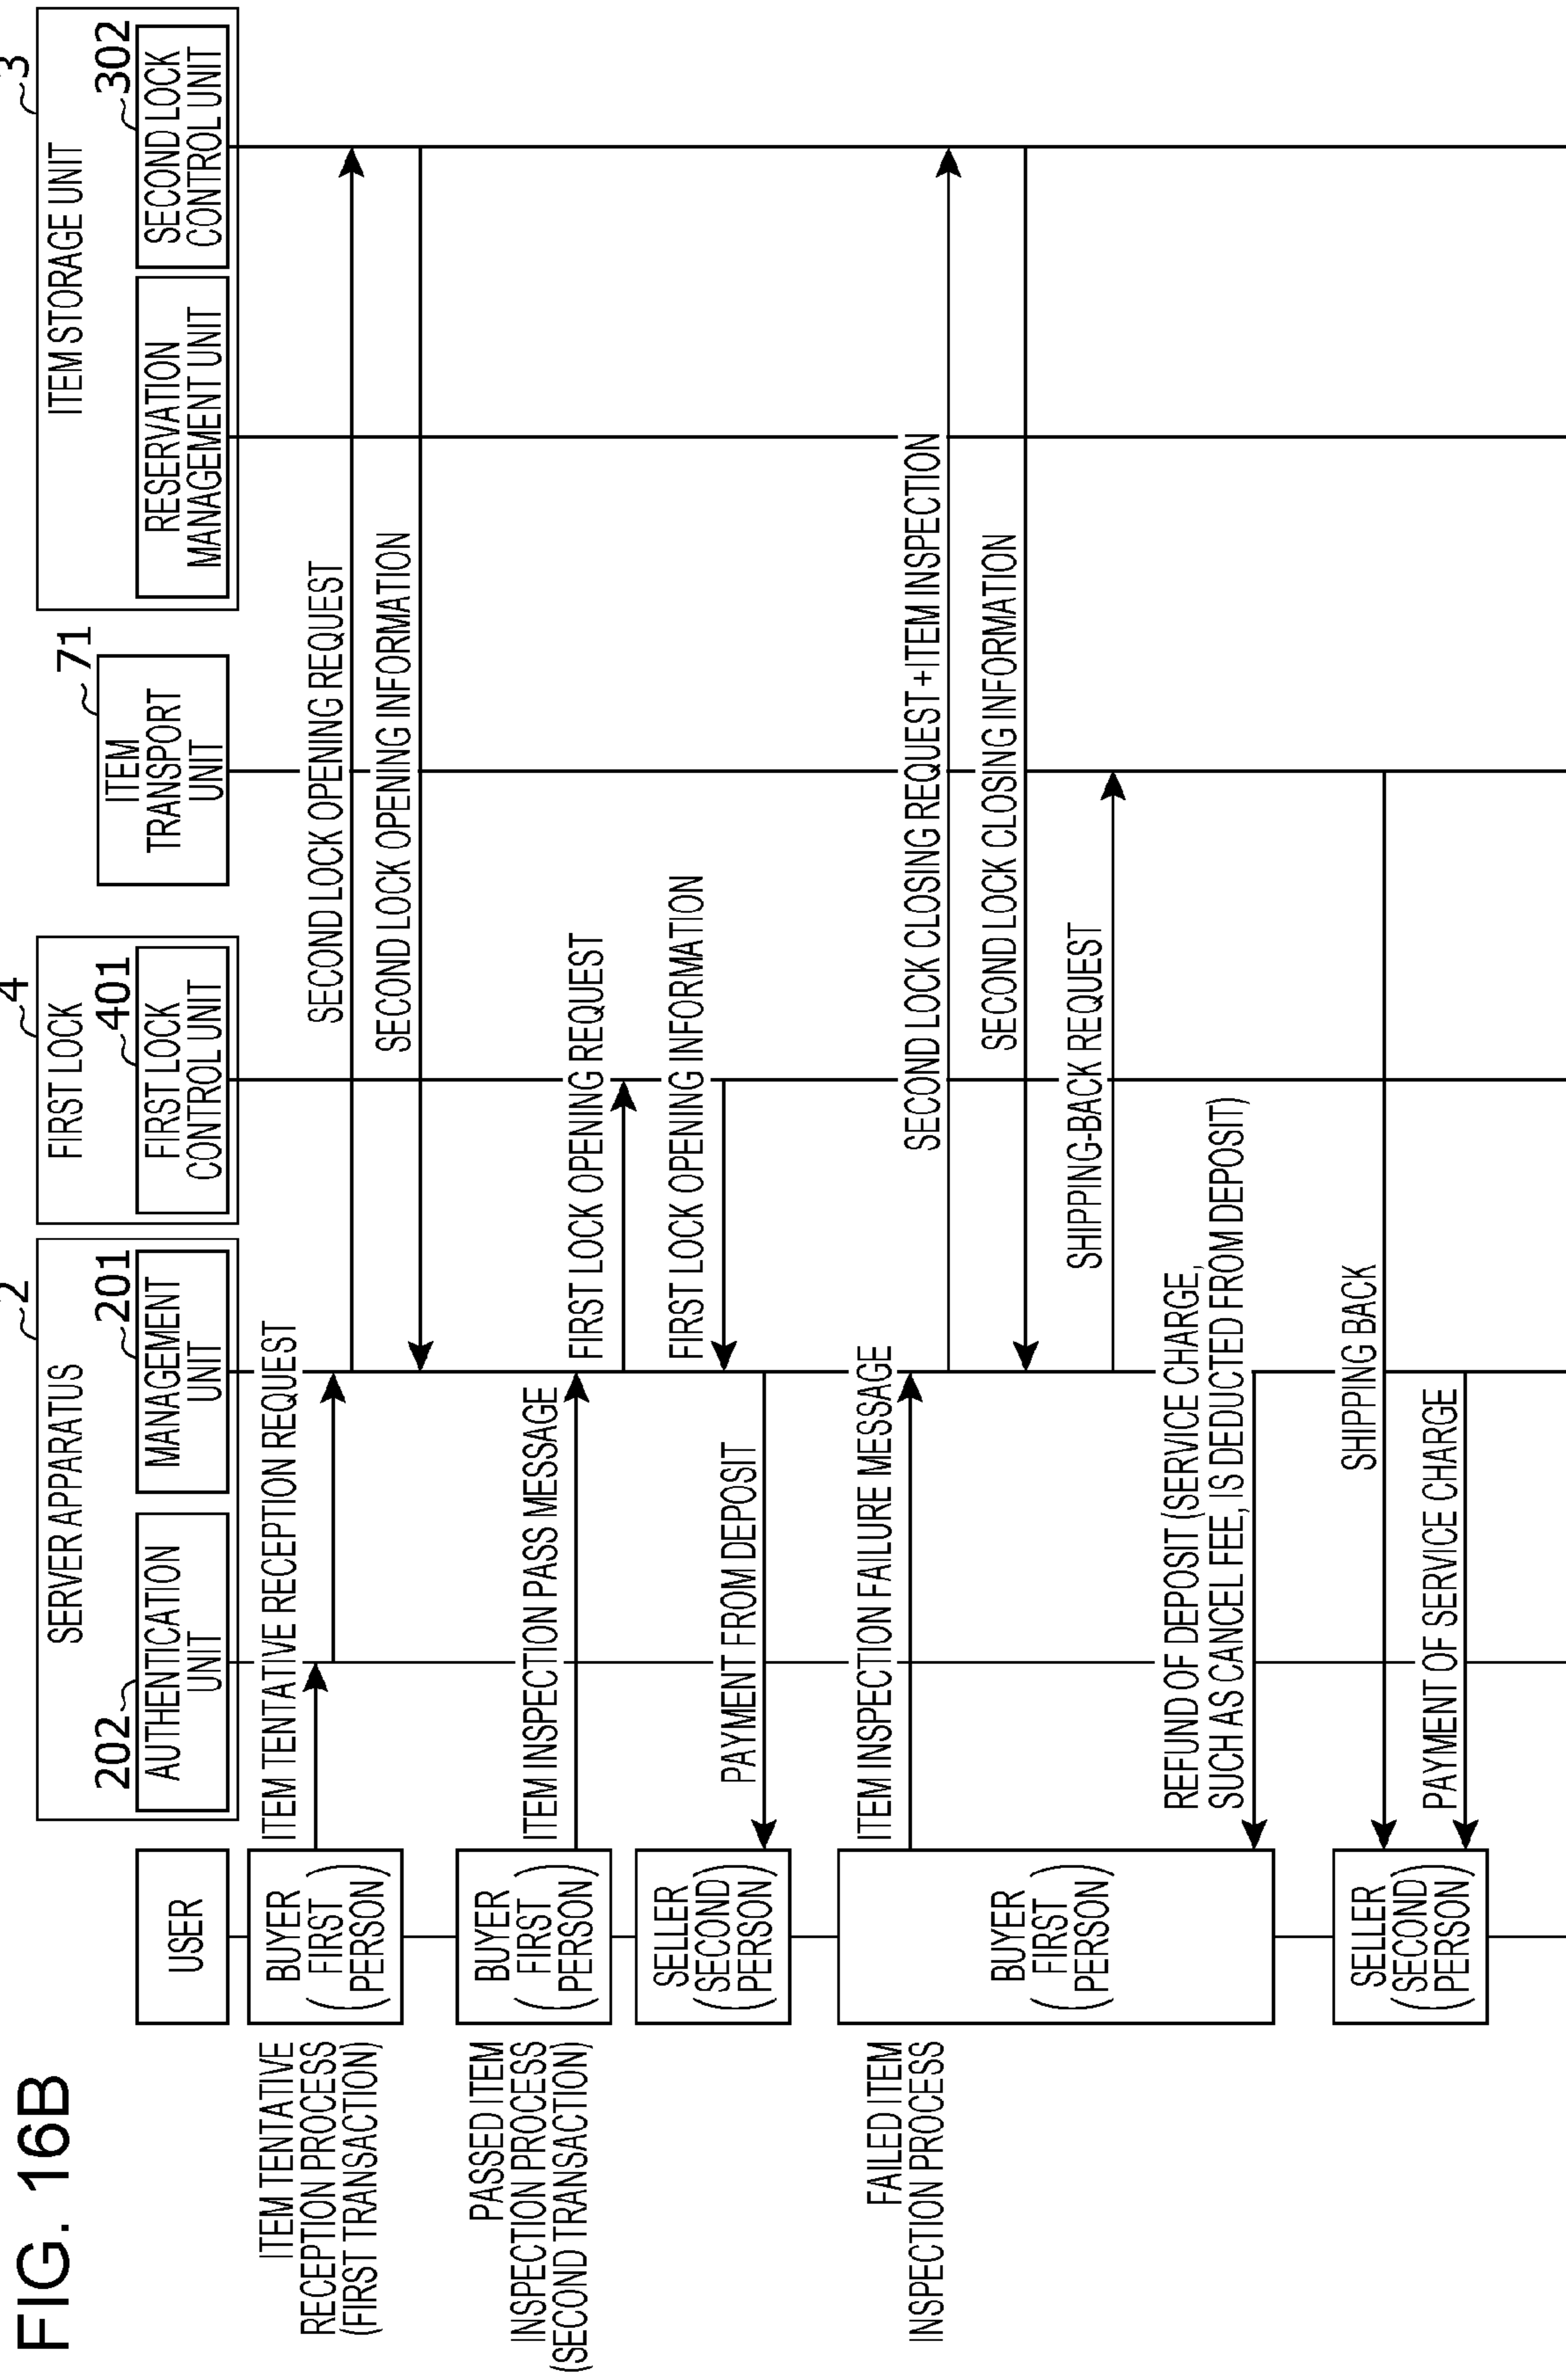 FIG. 16B
USER
2
SERVER APPARATUS
202
AUTHENTICATION
UNIT
201
MANAGEMENT
UNIT
4
FIRST LOCK
401
FIRST LOCK
CONTROL UNIT
71
ITEM
TRANSPORT
UNIT
3
ITEM STORAGE UNIT
RESERVATION
MANAGEMENT UNIT
302
SECOND LOCK
CONTROL UNIT
ITEM TENTATIVE
RECEPTION PROCESS
(FIRST TRANSACTION)
BUYER
(FIRST
PERSON)
ITEM TENTATIVE RECEPTION REQUEST
SECOND LOCK OPENING REQUEST
SECOND LOCK OPENING INFORMATION
PASSED ITEM
INSPECTION PROCESS
(SECOND TRANSACTION)
BUYER
(FIRST
PERSON)
ITEM INSPECTION PASS MESSAGE
FIRST LOCK OPENING REQUEST
FIRST LOCK OPENING INFORMATION
SELLER
(SECOND
PERSON)
PAYMENT FROM DEPOSIT
FAILED ITEM
INSPECTION PROCESS
BUYER
(FIRST
PERSON)
ITEM INSPECTION FAILURE MESSAGE
SECOND LOCK CLOSING REQUEST + ITEM INSPECTION
SECOND LOCK CLOSING INFORMATION
SHIPPING-BACK REQUEST
REFUND OF DEPOSIT (SERVICE CHARGE,
SUCH AS CANCEL FEE, IS DEDUCTED FROM DEPOSIT)
SELLER
(SECOND
PERSON)
SHIPPING BACK
PAYMENT OF SERVICE CHARGE